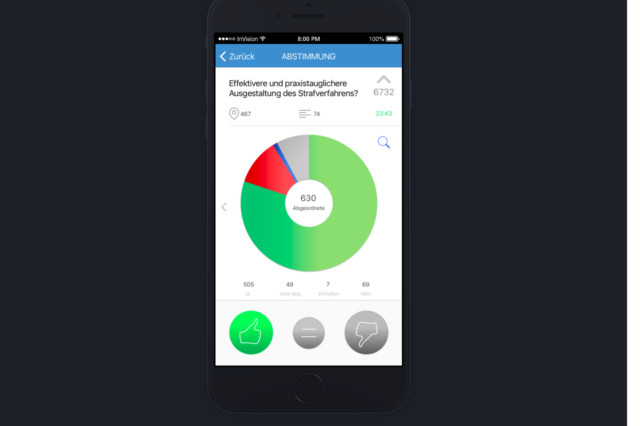 InVision 8:00 PM 100%
Zurück ABSTIMMUNG
Effektivere und praxistauglichere
Ausgestaltung des Strafverfahrens?
6732
467 74 23:43
630
Abgeordnete
505 49 7 69
Ja nicht abg. Enthalten Nein